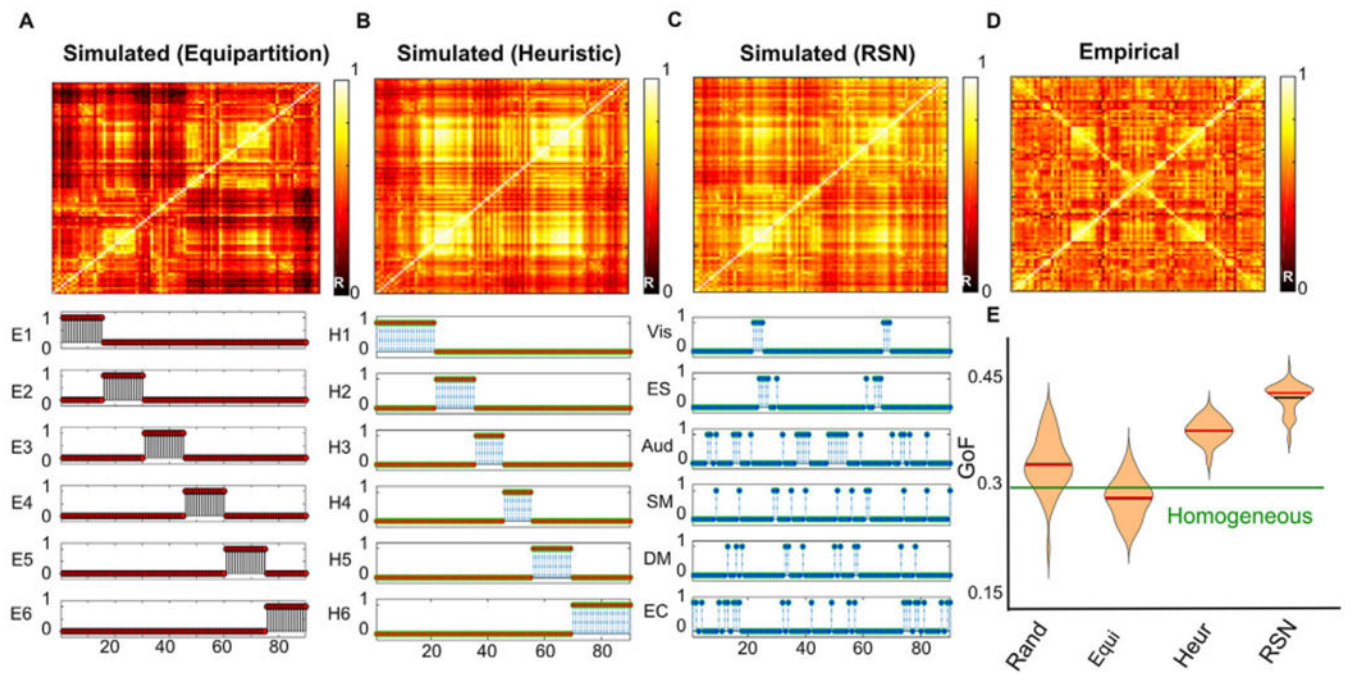 A
B
C
D
Simulated (Equipartition)
Simulated (Heuristic)
Simulated (RSN)
Empirical
1
R
0
1
R
0
1
R
0
1
R
0
E1
1
0
E2
1
0
E3
1
0
E4
1
0
E5
1
0
E6
1
0
20 40 60 80
H1
1
0
H2
1
0
H3
1
0
H4
1
0
H5
1
0
H6
1
0
20 40 60 80
Vis
1
0
ES
1
0
Aud
1
0
SM
1
0
DM
1
0
EC
1
0
20 40 60 80
E
GoF
0.45
0.3
0.15
Homogeneous
Rand
Equi
Heur
RSN